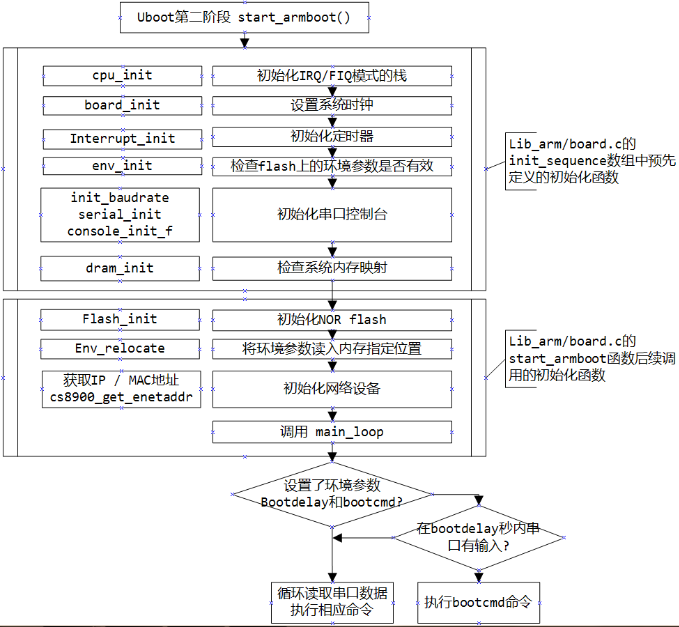 Uboot第二阶段 start_armboot()
cpu_init
初始化IRQ/FIQ模式的栈
board_init
设置系统时钟
Interrupt_init
初始化定时器
env_init
检查flash上的环境参数是否有效
init_baudrate
serial_init
console_init_f
初始化串口控制台
dram_init
检查系统内存映射
Lib_arm/board.c的
init_sequence数组中预先
定义的初始化函数
Flash_init
初始化NOR flash
Env_relocate
将环境参数读入内存指定位置
获取IP / MAC地址
cs8900_get_enetaddr
初始化网络设备
调用 main_loop
Lib_arm/board.c的
start_armboot函数后续调
用的初始化函数
设置了环境参数
Bootdelay和bootcmd?
在bootdelay秒内串
口有输入?
循环读取串口数据
执行相应命令
执行bootcmd命令